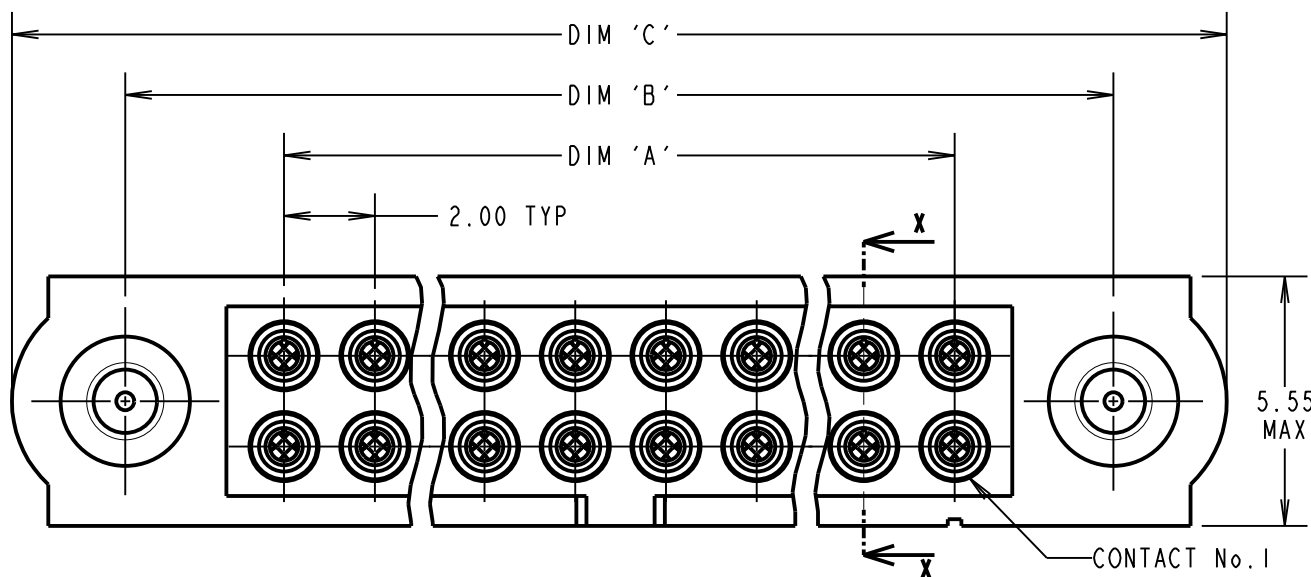 DIM 'C'
DIM 'B'
DIM 'A'
2.00 TYP
X
5.55
MAX
CONTACT No.1
X